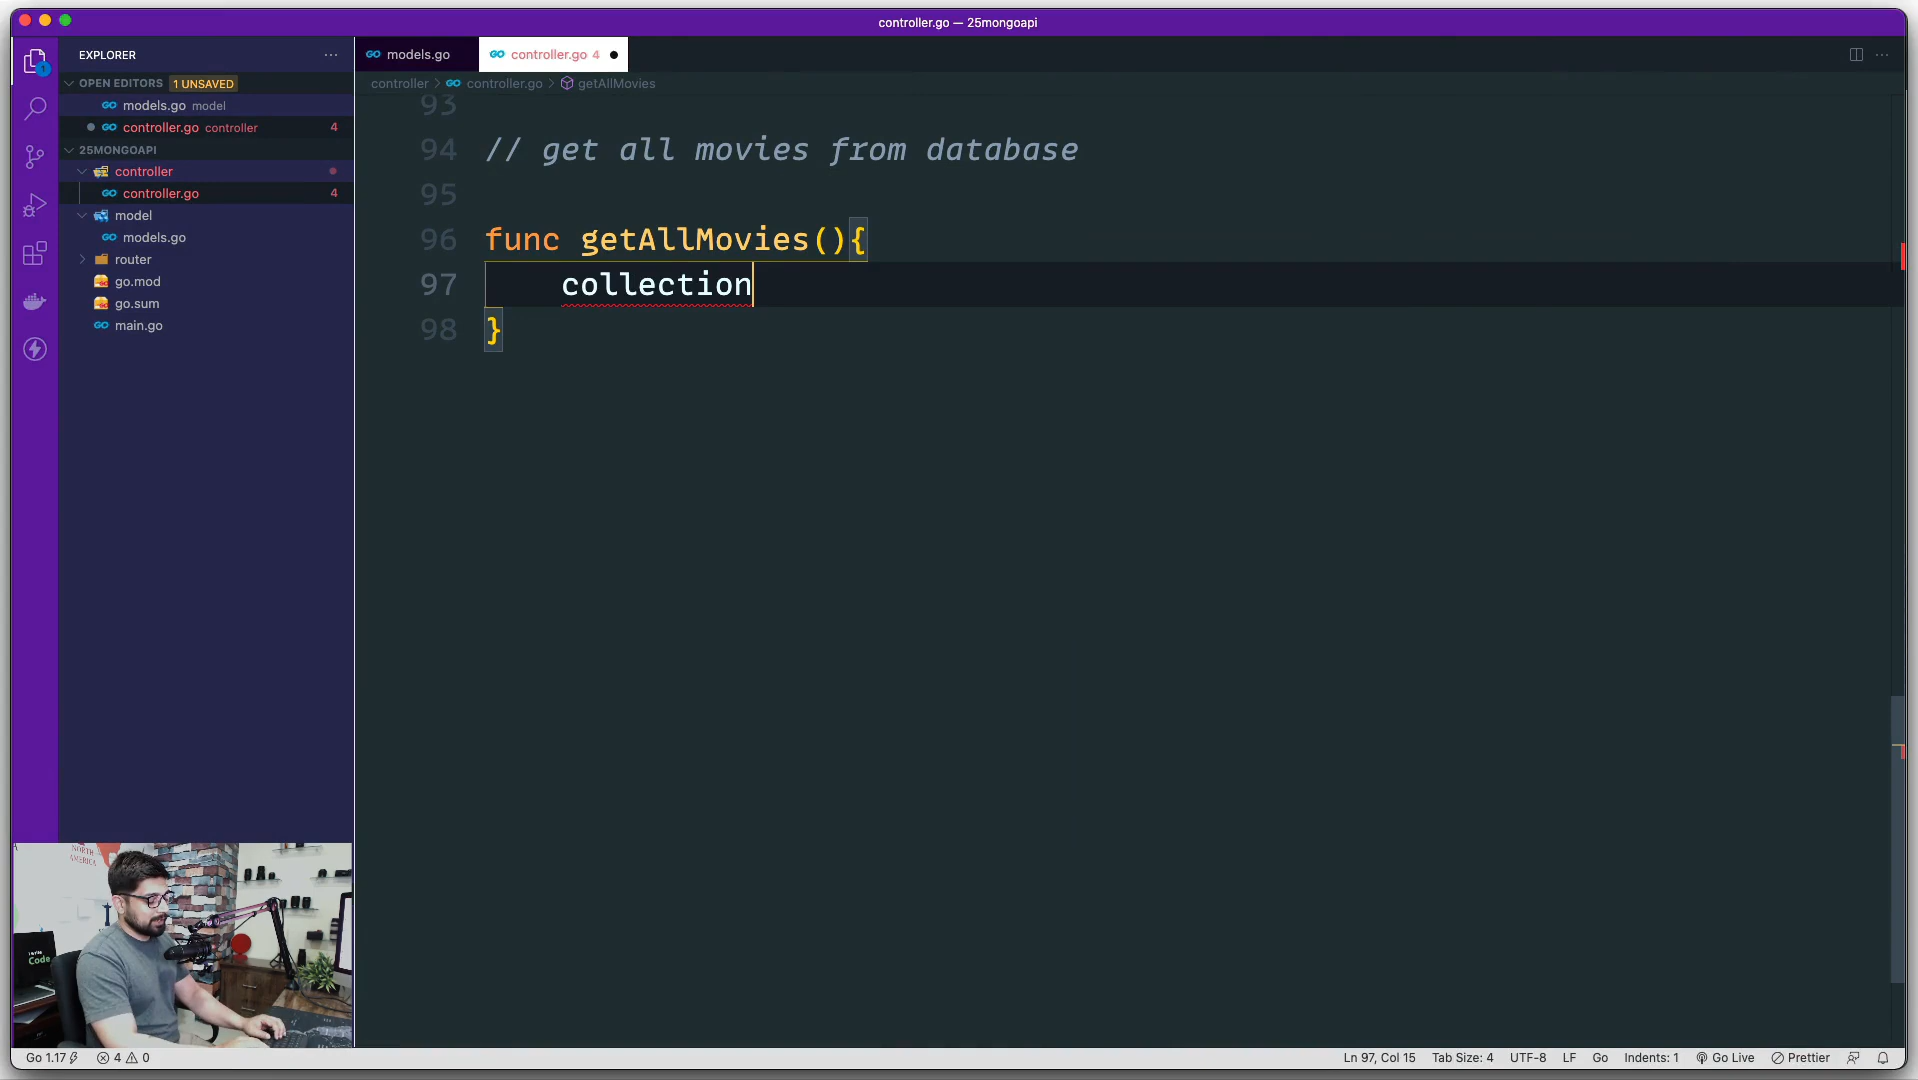 controller.go — 25mongoapi
EXPLORER
models.go
controller.go 4
OPEN EDITORS 1 UNSAVED
controller > controller.go > getAllMovies
models.go model
controller.go controller 4
25MONGOAPI
controller
controller.go 4
model
models.go
router
go.mod
go.sum
main.go
93
94 // get all movies from database
95
96 func getAllMovies(){
97 collection
98 }
NORTH
AMERICA
Code
Go 1.17 4 0
Ln 97, Col 15 Tab Size: 4 UTF-8 LF Go Indents: 1 Go Live Prettier